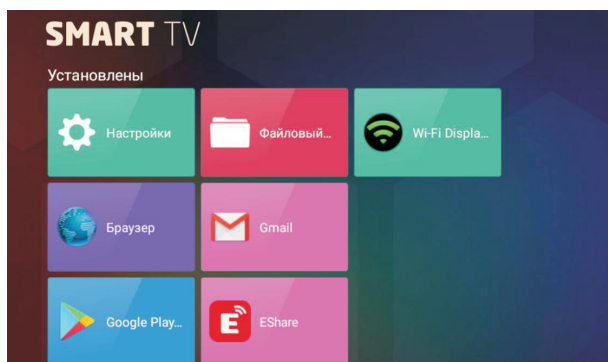 SMART TV
Установлены
Настройки
Файловый...
Wi-Fi Displa...
Браузер
Gmail
Google Play...
E
EShare